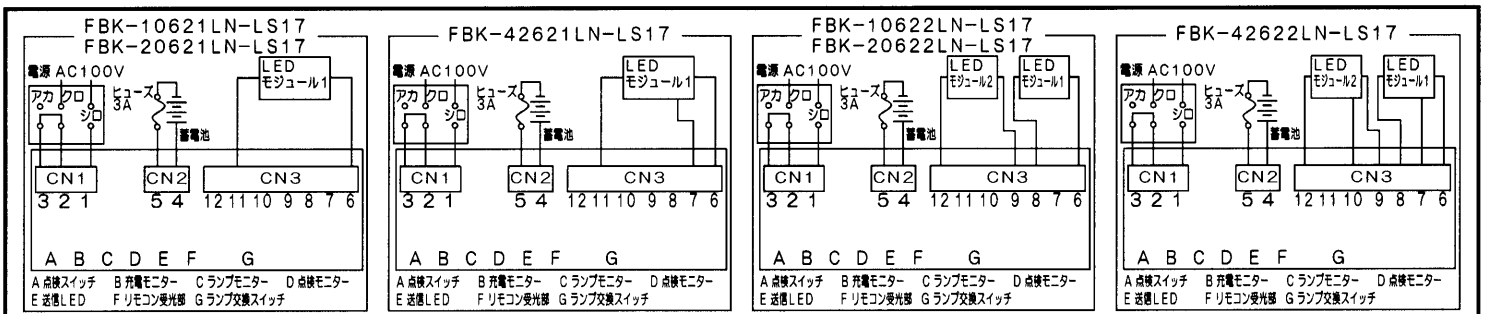 FBK-10621LN-LS17
FBK-20621LN-LS17
電源 AC100V
アカ クロ
シロ
ヒューズ
3A
蓄電池
LED
モジュール1
CN1
CN2
CN3
3 2 1
5 4
12 11 10 9 8 7 6
A B C D E F G
A 点検スイッチ B 充電モニター C ランプモニター D 点検モニター
E 送信LED F リモコン受光部 G ランプ交換スイッチ
FBK-42621LN-LS17
電源 AC100V
アカ クロ
シロ
ヒューズ
3A
蓄電池
LED
モジュール1
CN1
CN2
CN3
3 2 1
5 4
12 11 10 9 8 7 6
A B C D E F G
A 点検スイッチ B 充電モニター C ランプモニター D 点検モニター
E 送信LED F リモコン受光部 G ランプ交換スイッチ
FBK-10622LN-LS17
FBK-20622LN-LS17
電源 AC100V
アカ クロ
シロ
ヒューズ
3A
蓄電池
LED
モジュール2
LED
モジュール1
CN1
CN2
CN3
3 2 1
5 4
12 11 10 9 8 7 6
A B C D E F G
A 点検スイッチ B 充電モニター C ランプモニター D 点検モニター
E 送信LED F リモコン受光部 G ランプ交換スイッチ
FBK-42622LN-LS17
電源 AC100V
アカ クロ
シロ
ヒューズ
3A
蓄電池
LED
モジュール2
LED
モジュール1
CN1
CN2
CN3
3 2 1
5 4
12 11 10 9 8 7 6
A B C D E F G
A 点検スイッチ B 充電モニター C ランプモニター D 点検モニター
E 送信LED F リモコン受光部 G ランプ交換スイッチ